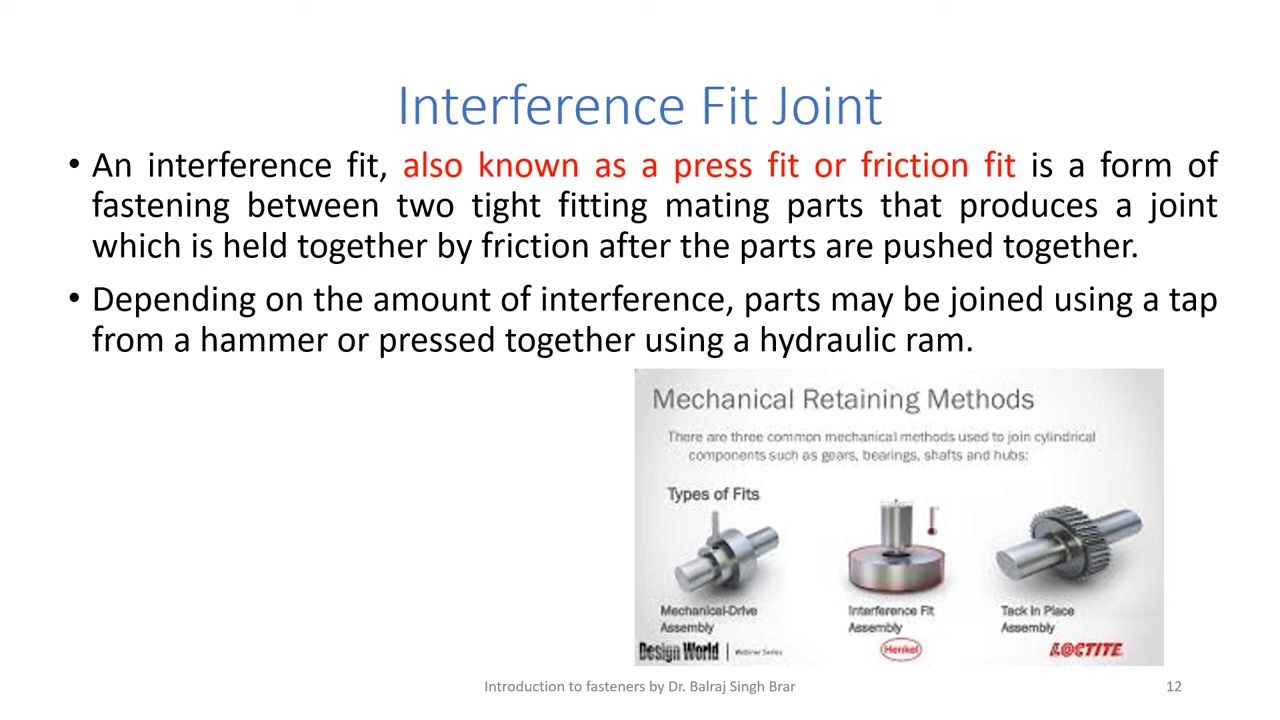 Interference Fit Joint
• An interference fit, also known as a press fit or friction fit is a form of
fastening between two tight fitting mating parts that produces a joint
which is held together by friction after the parts are pushed together.
• Depending on the amount of interference, parts may be joined using a tap
from a hammer or pressed together using a hydraulic ram.
Mechanical Retaining Methods
There are three common mechanical methods used to join cylindrical
components such as gears, bearings, shafts and hubs:
Types of Fits
Mechanical-Drive
Assembly
Interference Fit
Assembly
Tack In Place
Assembly
Design World | Webinar Series
Henkel
LOCTITE
Introduction to fasteners by Dr. Balraj Singh Brar
12